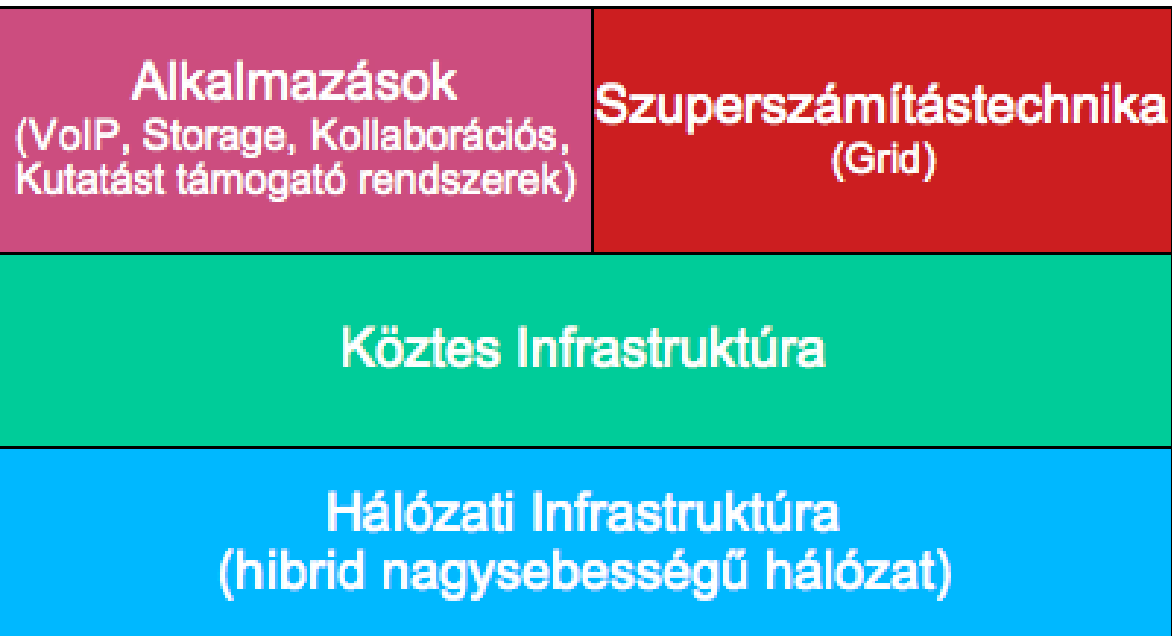 Alkalmazások
(VoIP, Storage, Kollaborációs,
Kutatást támogató rendszerek)
Szuperszámítástechnika
(Grid)
Köztes Infrastruktúra
Hálózati Infrastruktúra
(hibrid nagysebességű hálózat)